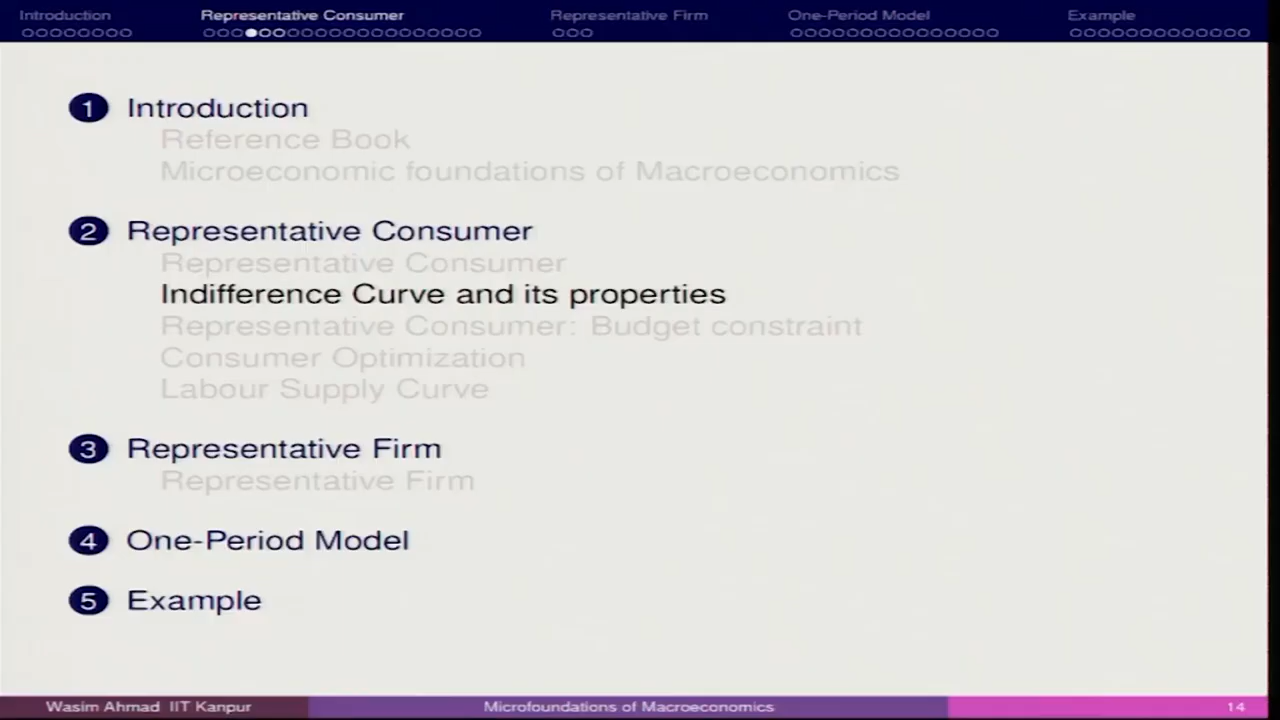 Introduction
Representative Consumer
Representative Firm
One-Period Model
Example
1 Introduction
Reference Book
Microeconomic foundations of Macroeconomics
2 Representative Consumer
Representative Consumer
Indifference Curve and its properties
Representative Consumer: Budget constraint
Consumer Optimization
Labour Supply Curve
3 Representative Firm
Representative Firm
4 One-Period Model
5 Example
Wasim Ahmad IIT Kanpur
Microfoundations of Macroeconomics
14